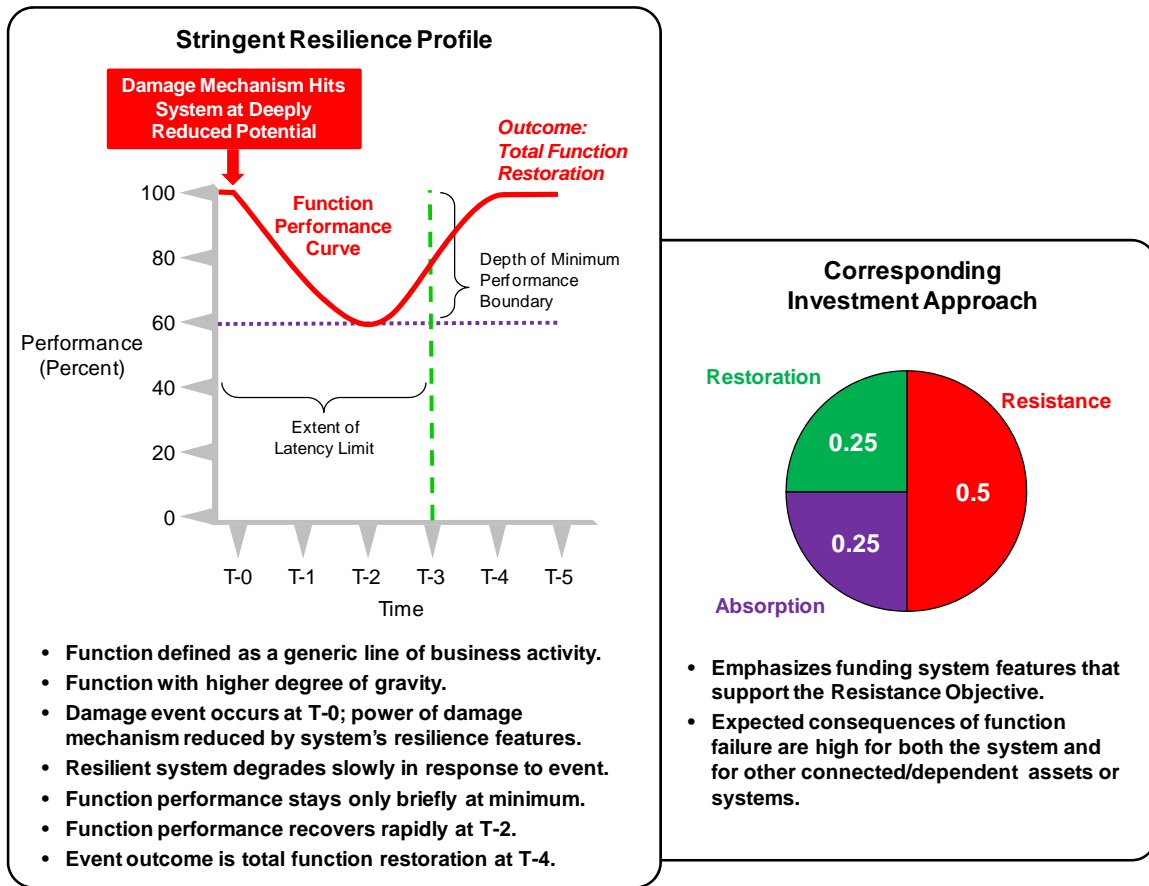 Stringent Resilience Profile
Damage Mechanism Hits
System at Deeply
Reduced Potential
Outcome:
Total Function
Restoration
Function
Performance
Curve
Depth of Minimum
Performance
Boundary
Performance
(Percent)
100
80
60
40
20
0
Extent of
Latency Limit
T-0 T-1 T-2 T-3 T-4 T-5
Time
• Function defined as a generic line of business activity.
• Function with higher degree of gravity.
• Damage event occurs at T-0; power of damage
mechanism reduced by system's resilience features.
• Resilient system degrades slowly in response to event.
• Function performance stays only briefly at minimum.
• Function performance recovers rapidly at T-2.
• Event outcome is total function restoration at T-4.
Corresponding
Investment Approach
Restoration
Resistance
0.25
0.5
0.25
Absorption
• Emphasizes funding system features that
support the Resistance Objective.
• Expected consequences of function
failure are high for both the system and
for other connected/dependent assets or
systems.